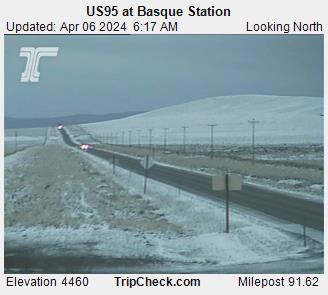 US95 at Basque Station
Updated: Apr 06 2024 6:17 AM Looking North
Elevation 4460 TripCheck.com Milepost 91.62